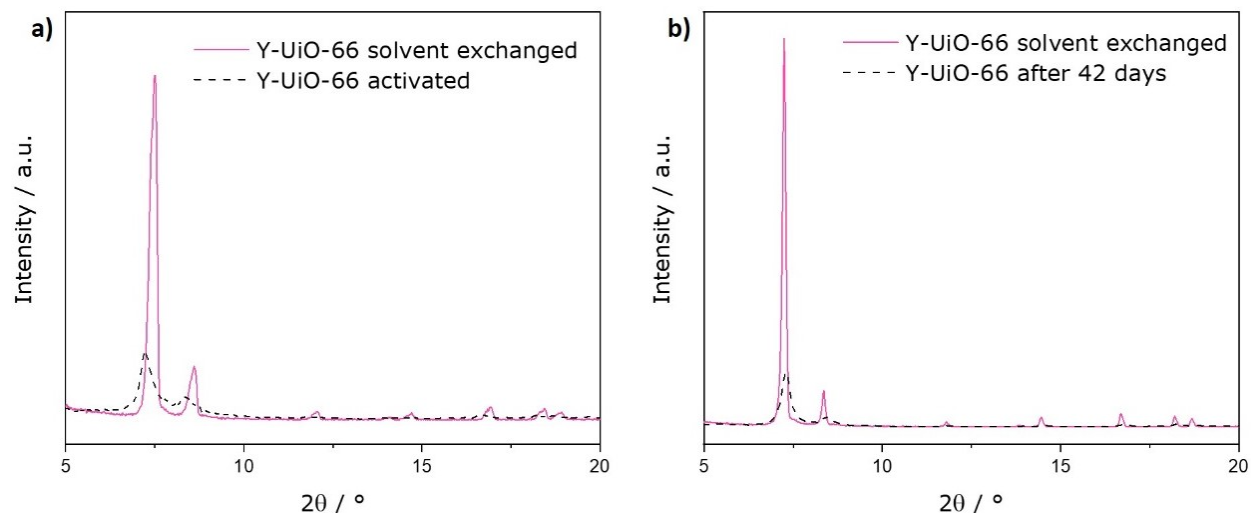 a)
Y-UiO-66 solvent exchanged
Y-UiO-66 activated
Intensity / a.u.
5
10
15
20
2θ / °
b)
Y-UiO-66 solvent exchanged
Y-UiO-66 after 42 days
Intensity / a.u.
5
10
15
20
2θ / °